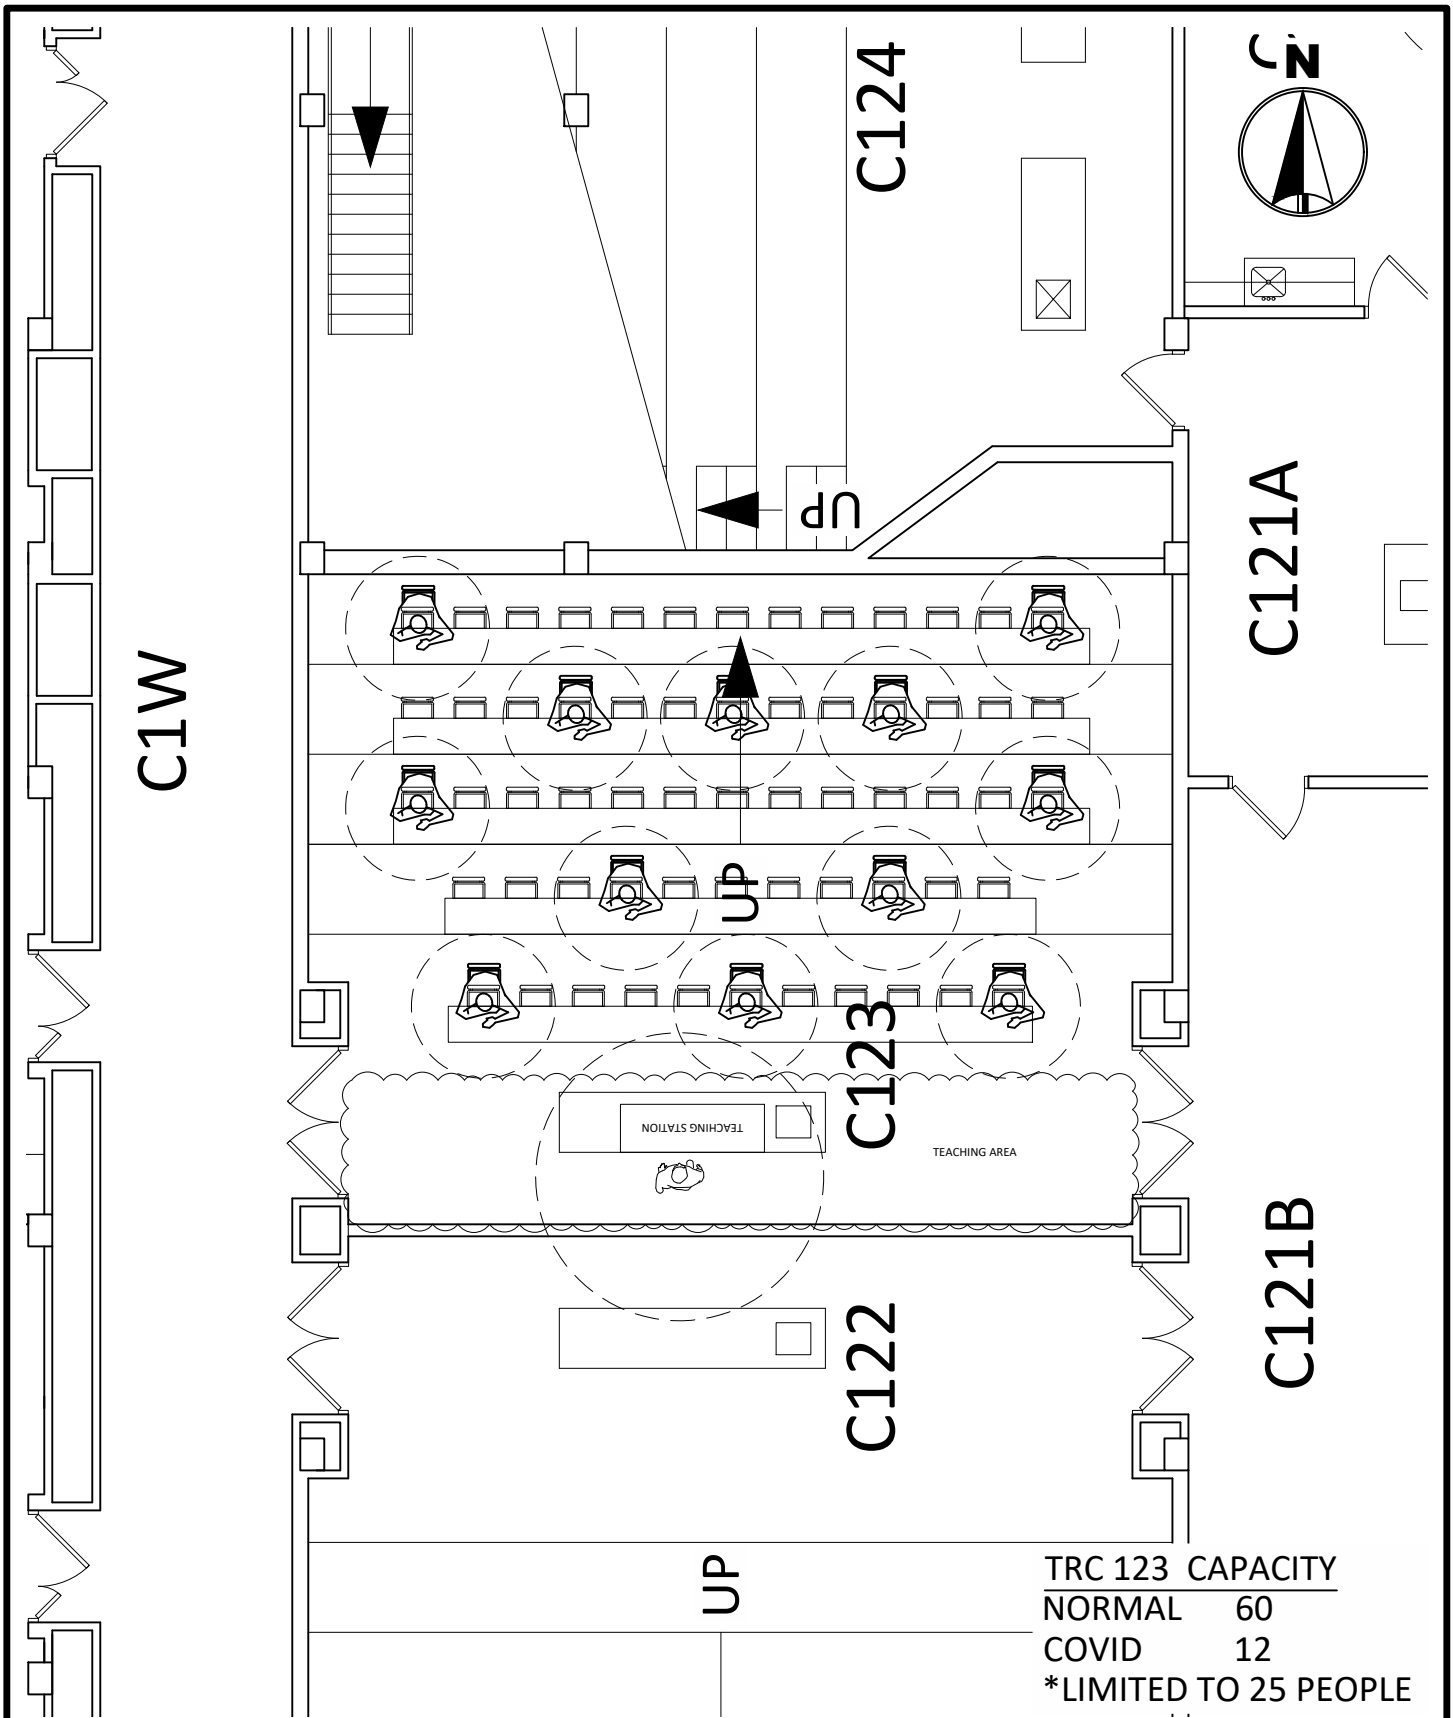 C124
N
UP
C121A
C1W
UP
C123
TEACHING STATION
TEACHING AREA
C121B
C122
UP
TRC 123 CAPACITY
NORMAL 60
COVID 12
*LIMITED TO 25 PEOPLE